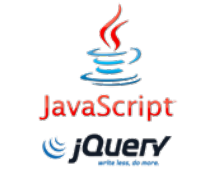 JavaScript
jQuery
write less, do more.